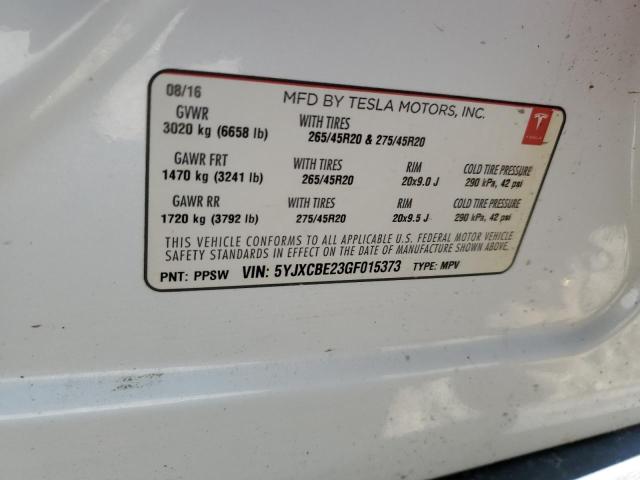 08/16 MFD BY TESLA MOTORS, INC.
GVWR WITH TIRES
3020 kg (6658 lb) 265/45R20 & 275/45R20
TESLA
GAWR FRT WITH TIRES RIM COLD TIRE PRESSURE
1470 kg (3241 lb) 265/45R20 20x9.0 J 290 kPa, 42 psi
GAWR RR WITH TIRES RIM COLD TIRE PRESSURE
1720 kg (3792 lb) 275/45R20 20x9.5 J 290 kPa, 42 psi
THIS VEHICLE CONFORMS TO ALL APPLICABLE U.S. FEDERAL MOTOR VEHICLE
SAFETY STANDARDS IN EFFECT ON THE DATE OF MANUFACTURE SHOWN ABOVE.
PNT: PPSW VIN: 5YJXCBE23GF015373 TYPE: MPV